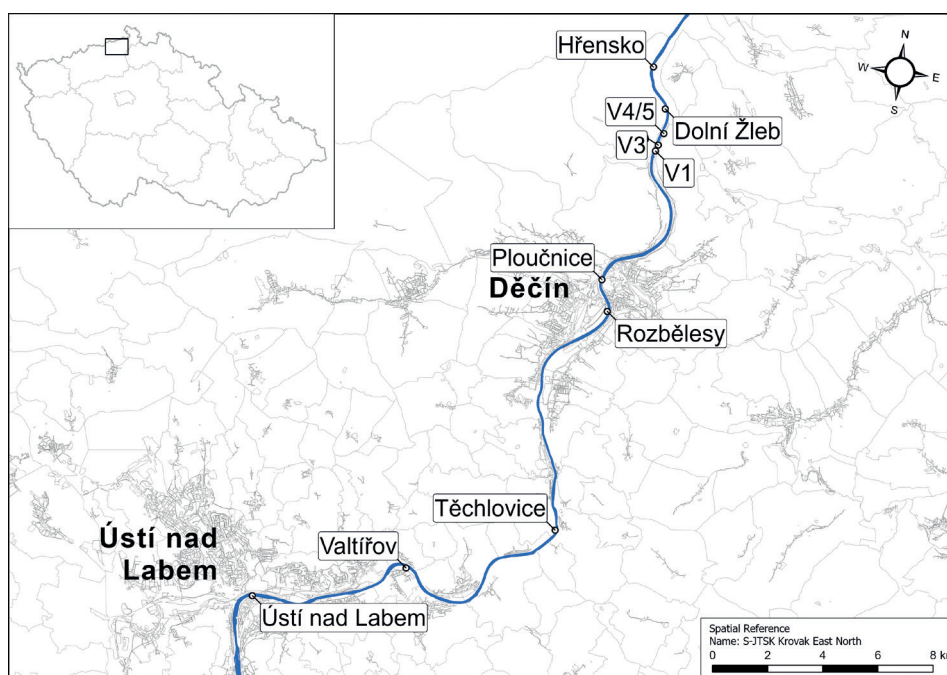 Hřensko
N
W
E
S
V4/5
Dolní Žleb
V3
V1
Ploučnice
Děčín
Rozbělesy
Těchlovice
Ústí nad
Labem
Valtířov
Ústí nad Labem
Spatial Reference
Name: S-JTSK Krovak East North
0 2 4 6 8 km